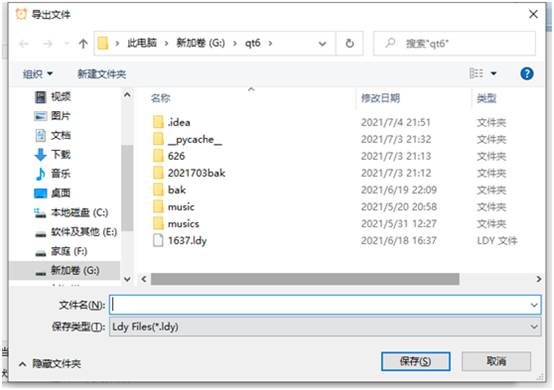 导出文件
此电脑 > 新加卷 (G:) > qt6 >
搜索"qt6"
组织 新建文件夹
视频
图片
文档
下载
音乐
桌面
本地磁盘 (C:)
软件及其他 (E:)
家庭 (F:)
新加卷 (G:)
名称 修改日期 类型
.idea 2021/7/4 21:51 文件夹
__pycache__ 2021/7/3 21:32 文件夹
626 2021/7/3 21:13 文件夹
2021703bak 2021/7/3 21:12 文件夹
bak 2021/6/19 22:09 文件夹
music 2021/5/20 20:58 文件夹
musics 2021/5/31 12:27 文件夹
1637.ldy 2021/6/18 16:37 LDY 文件
文件名(N):
保存类型(T): Ldy Files(*.ldy)
隐藏文件夹 保存(S) 取消